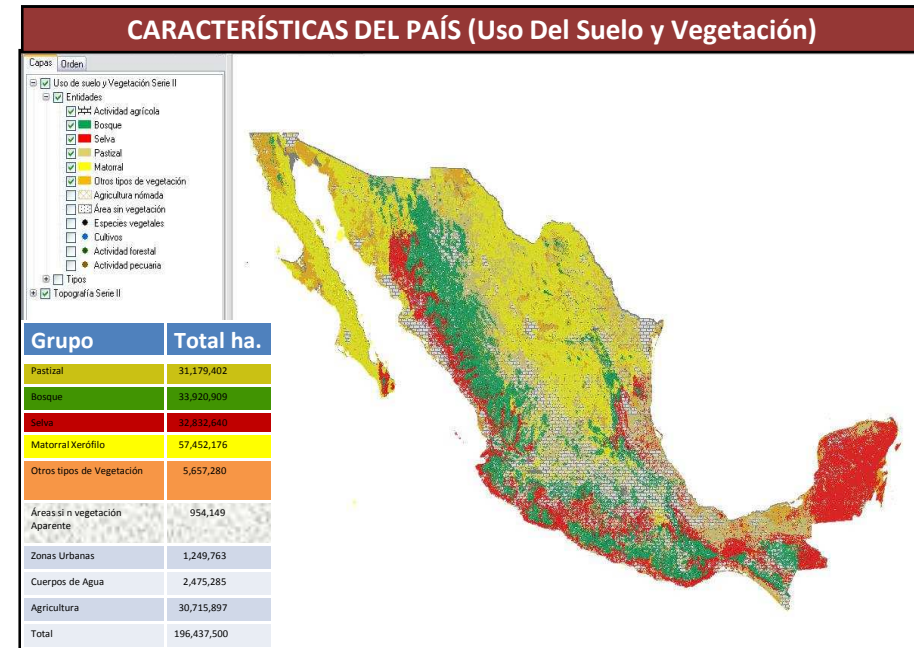 CARACTERÍSTICAS DEL PAÍS (Uso Del Suelo y Vegetación)
Capas Orden
Uso de suelo y Vegetación Serie II
Entidades
Actividad agrícola
Bosque
Selva
Pastizal
Matorral
Otros tipos de vegetación
Agricultura nómada
Área sin vegetación
Especies vegetales
Cultivos
Actividad forestal
Actividad pecuaria
Tipos
Topografía Serie II
Grupo Total ha.
Pastizal 31,179,402
Bosque 33,920,909
Selva 32,832,640
Matorral Xerófilo 57,452,176
Otros tipos de Vegetación 5,657,280
Áreas si n vegetación 954,149
Aparente
Zonas Urbanas 1,249,763
Cuerpos de Agua 2,475,285
Agricultura 30,715,897
Total 196,437,500